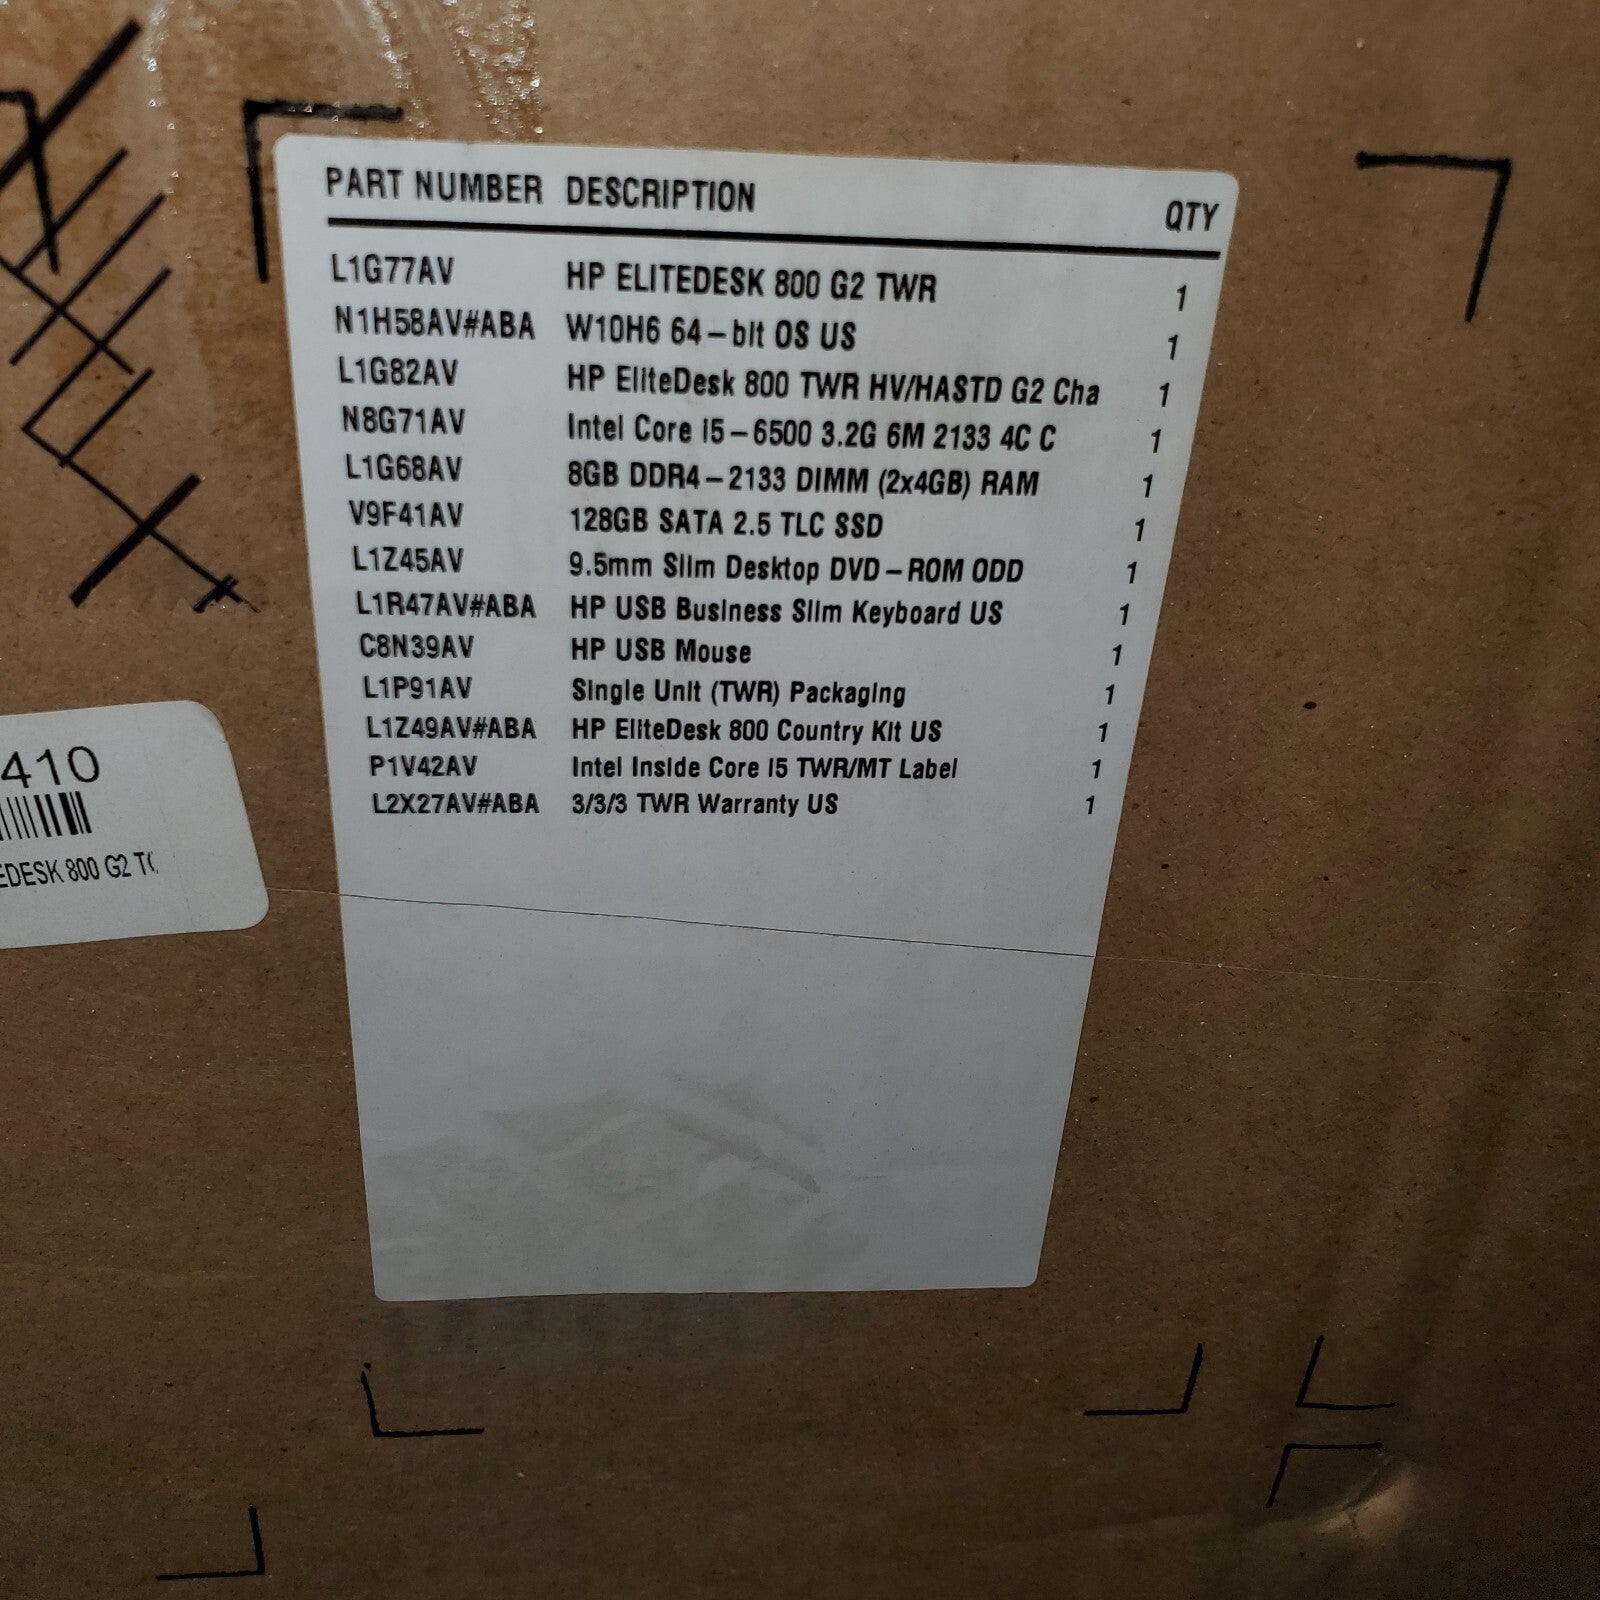 PART NUMBER DESCRIPTION QTY
L1G77AV HP ELITEDESK 800 G2 TWR 1
N1H58AV#ABA W10H6 64-bit OS US 1
L1G82AV HP EliteDesk 800 TWR HV/HASTD G2 Cha 1
N8G71AV Intel Core i5-6500 3.2G 6M 2133 4C C 1
L1G68AV 8GB DDR4-2133 DIMM (2x4GB) RAM 1
V9F41AV 128GB SATA 2.5 TLC SSD 1
L1Z45AV 9.5mm Slim Desktop DVD-ROM ODD 1
L1R47AV#ABA HP USB Business Slim Keyboard US 1
C8N39AV HP USB Mouse 1
L1P91AV Single Unit (TWR) Packaging 1
L1Z49AV#ABA HP EliteDesk 800 Country Kit US 1
P1V42AV Intel Inside Core i5 TWR/MT Label 1
L2X27AV#ABA 3/3/3 TWR Warranty US 1
410
EDESK 800 G2 T